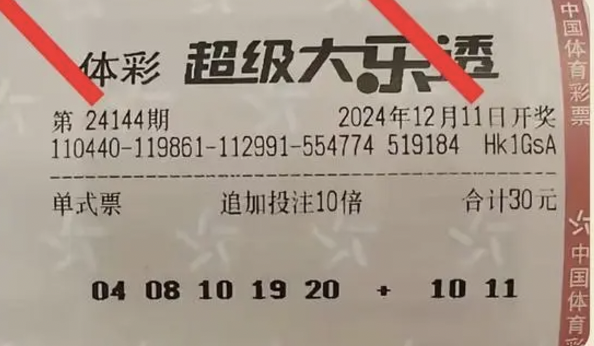 体彩 超级大乐透
第 24144期 2024年12月11日开奖
110440-119861-112991-554774 519184 Hk1GsA
单式票 追加投注10倍 合计30元
04 08 10 19 20 + 10 11
中国体育彩票
中国体育彩